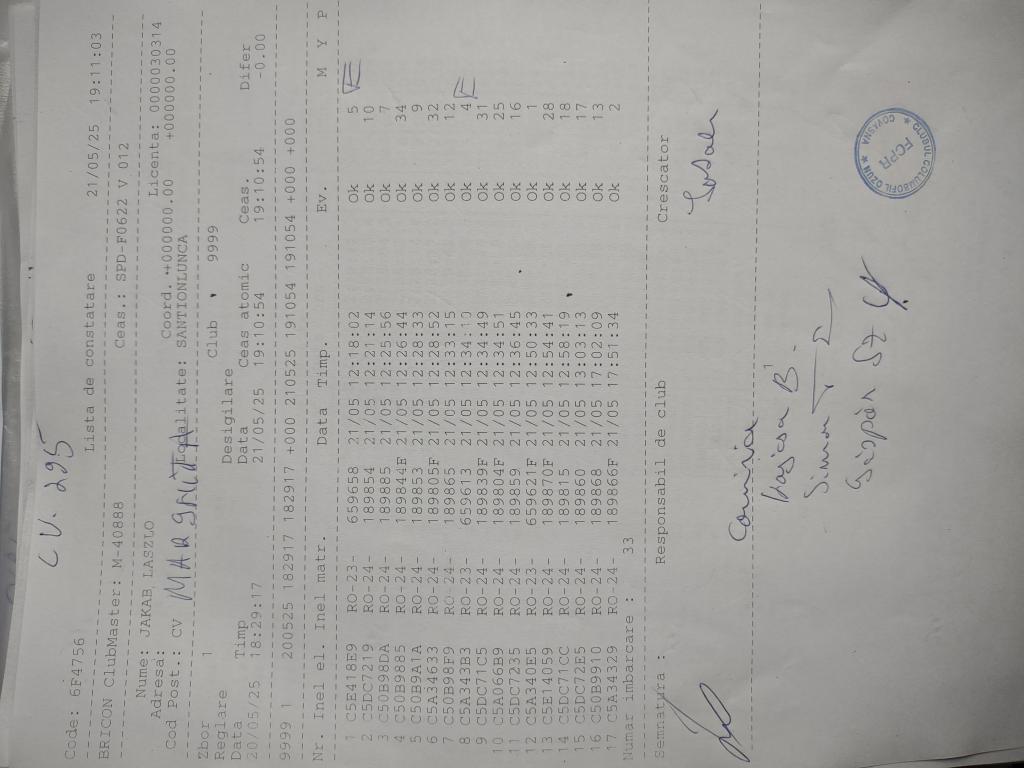 CV. 295
Code: 6F4756
Lista de constatare 21/05/25 19:11:03
BRICON ClubMaster: M-40888 Ceas.: SPD-F0622 V 012
Nume: JAKAB LASZLO Licenta: 0000030314
Adresa: Coord.:+000000.00 +000000.00
Cod Post.: CV MARGAUTA alitate: SANTIONLUNCA
Zbor 1 Club 9999
Reglare Desigilare
Data Timp Data Ceas atomic Ceas. Difer
20/05/25 18:29:17 21/05/25 19:10:54 19:10:54 -0.00
9999 1 200525 182917 182917 +000 210525 191054 191054 +000 +000
Nr. Inel el. Inel matr. Data Timp. Ev. M Y P
1 C5E418E9 RO-23- 659658 21/05 12:18:02 Ok 5 F
2 C5DC7219 RO-24- 189854 21/05 12:21:14 Ok 10
3 C50B98DA RO-24- 189885 21/05 12:25:56 Ok 7
4 C50B9885 RO-24- 189844F 21/05 12:26:44 Ok 34
5 C50B9A1A RO-24- 189853 21/05 12:28:33 Ok 9
6 C5A34633 RO-24- 189805F 21/05 12:28:52 Ok 32
7 C50B98F9 RO-24- 189865 21/05 12:33:15 Ok 12
8 C5A343B3 RO-23- 659613 21/05 12:34:10 Ok 4 F
9 C5DC71C5 RO-24- 189839F 21/05 12:34:49 Ok 31
10 C5A066B9 RO-24- 189804F 21/05 12:34:51 Ok 25
11 C5DC7235 RO-24- 189859 21/05 12:36:45 Ok 16
12 C5A340E5 RO-23- 659621F 21/05 12:50:33 Ok 1
13 C5E14059 RO-24- 189870F 21/05 12:54:41 Ok 28
14 C5DC71CC RO-24- 189815 21/05 12:58:19 Ok 18
15 C5DC72E5 RO-24- 189860 21/05 13:03:13 Ok 17
16 C50B9910 RO-24- 189968 21/05 17:02:09 Ok 13
17 C5A34329 RO-24- 189866F 21/05 17:51:34 Ok 2
Numar imbarcare : 33
Sematura : Responsabil de club Crescator
Comisia
CLUBUL COLUMBOFIL OZUN
FCPR
COVASNA